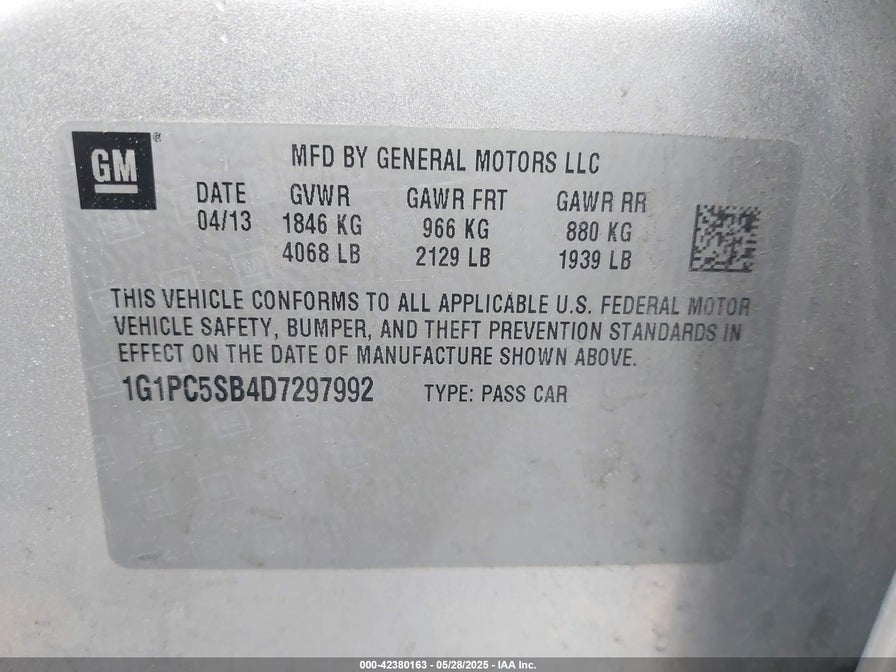 GM ®
MFD BY GENERAL MOTORS LLC
DATE GVWR GAWR FRT GAWR RR
04/13 1846 KG 966 KG 880 KG
4068 LB 2129 LB 1939 LB
THIS VEHICLE CONFORMS TO ALL APPLICABLE U.S. FEDERAL MOTOR
VEHICLE SAFETY, BUMPER, AND THEFT PREVENTION STANDARDS IN
EFFECT ON THE DATE OF MANUFACTURE SHOWN ABOVE.
1G1PC5SB4D7297992 TYPE: PASS CAR
000-42380163 - 05/28/2025 - IAA Inc.